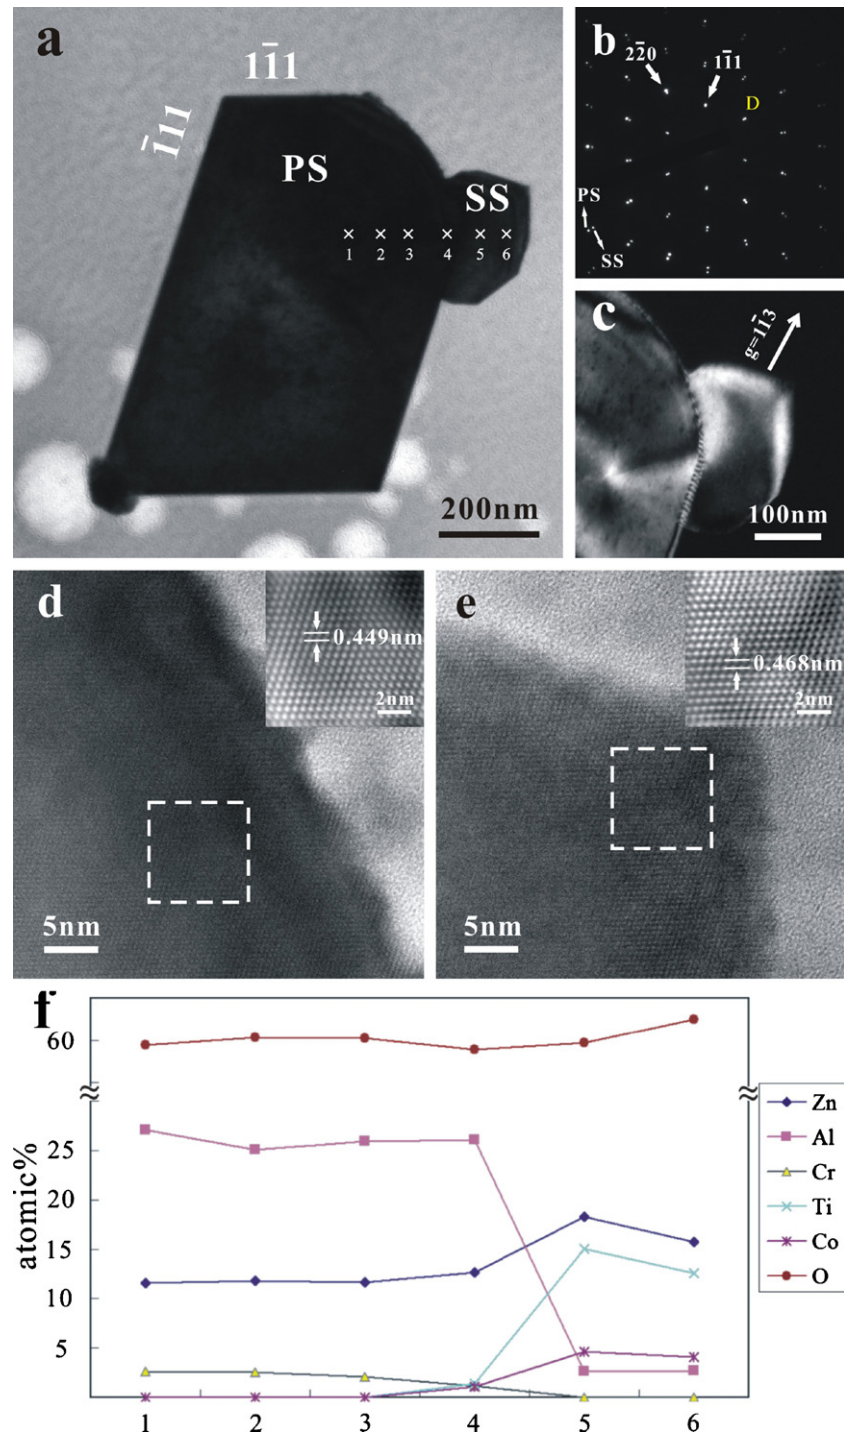 a
1̄1̄1
1̄11
PS
SS
1 2 3 4 5 6
200nm
b
22̄0
11̄1
D
PS
SS
c
g=11̄3
100nm
d
0.449nm
2nm
5nm
e
0.468nm
2nm
5nm
f
atomic%
60
25
20
15
10
5
1 2 3 4 5 6
Zn
Al
Cr
Ti
Co
O